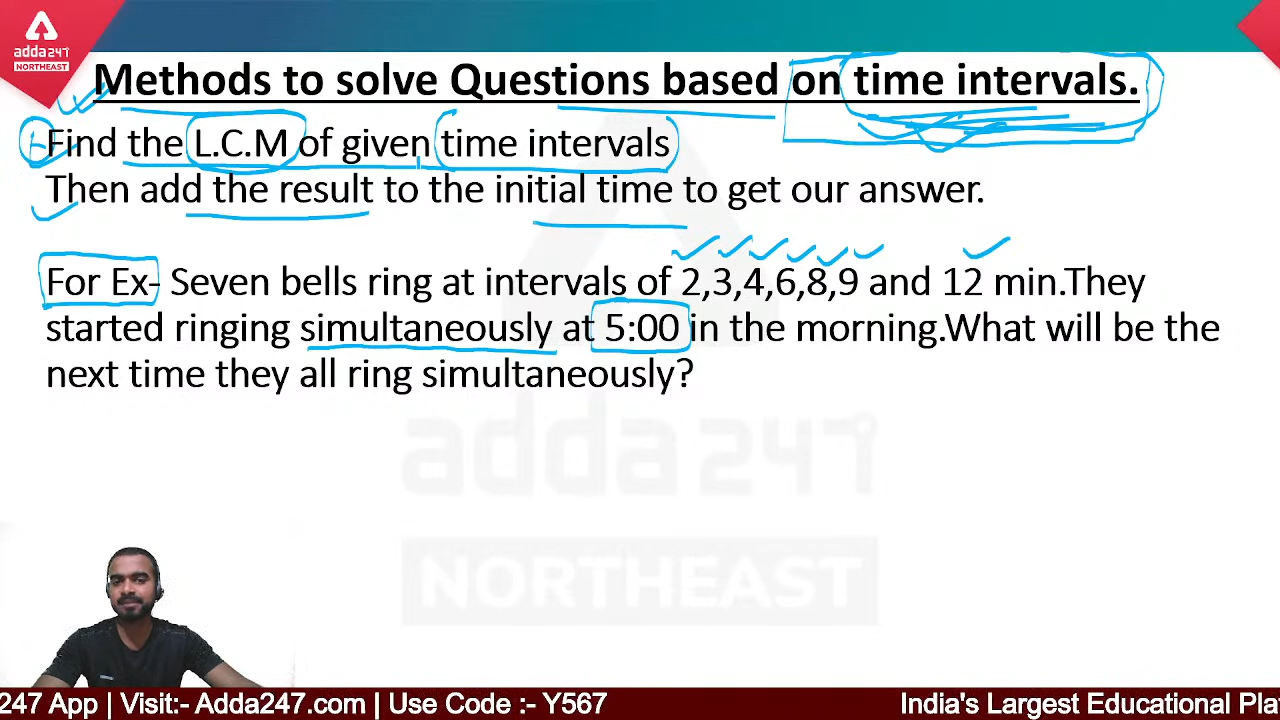 adda247
NORTHEAST
Methods to solve Questions based on time intervals.
Find the L.C.M of given time intervals
Then add the result to the initial time to get our answer.
For Ex- Seven bells ring at intervals of 2,3,4,6,8,9 and 12 min.They
started ringing simultaneously at 5:00 in the morning.What will be the
next time they all ring simultaneously?
adda247
NORTHEAST
247 App | Visit:- Adda247.com | Use Code :- Y567
India's Largest Educational Pla